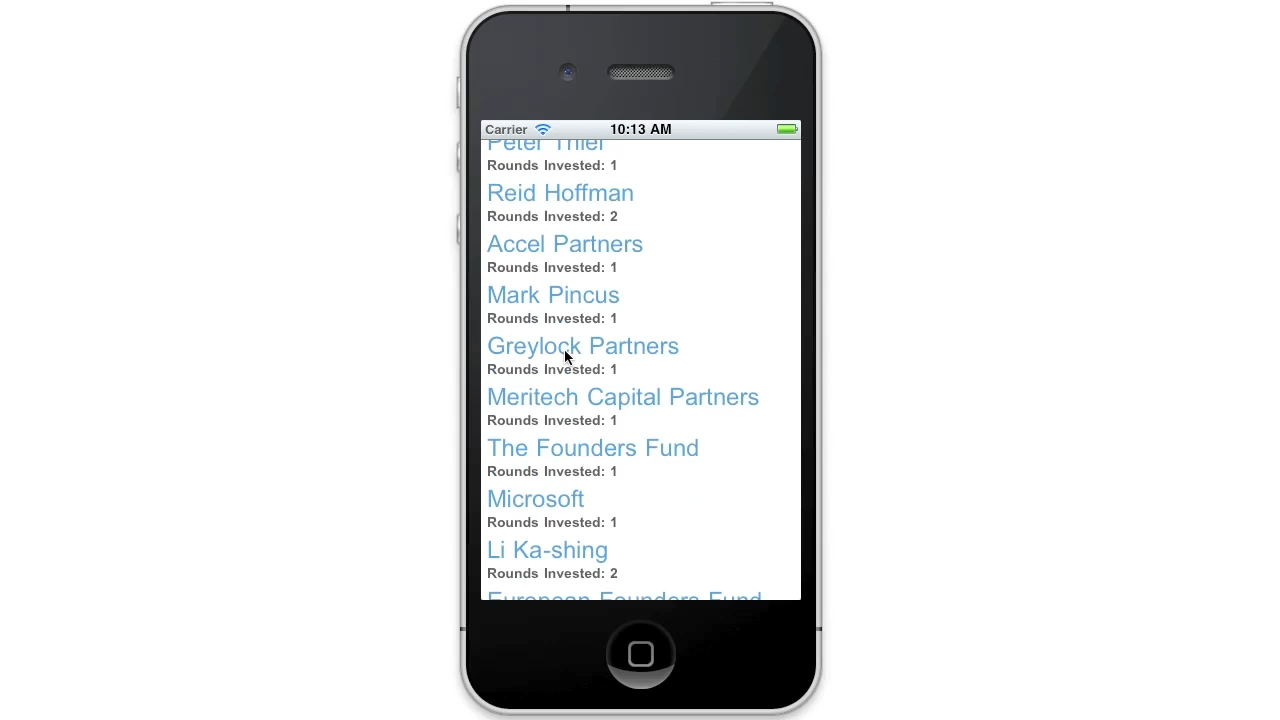 Carrier 10:13 AM
Peter Thiel
Rounds Invested: 1
Reid Hoffman
Rounds Invested: 2
Accel Partners
Rounds Invested: 1
Mark Pincus
Rounds Invested: 1
Greylock Partners
Rounds Invested: 1
Meritech Capital Partners
Rounds Invested: 1
The Founders Fund
Rounds Invested: 1
Microsoft
Rounds Invested: 1
Li Ka-shing
Rounds Invested: 2
European Founders Fund